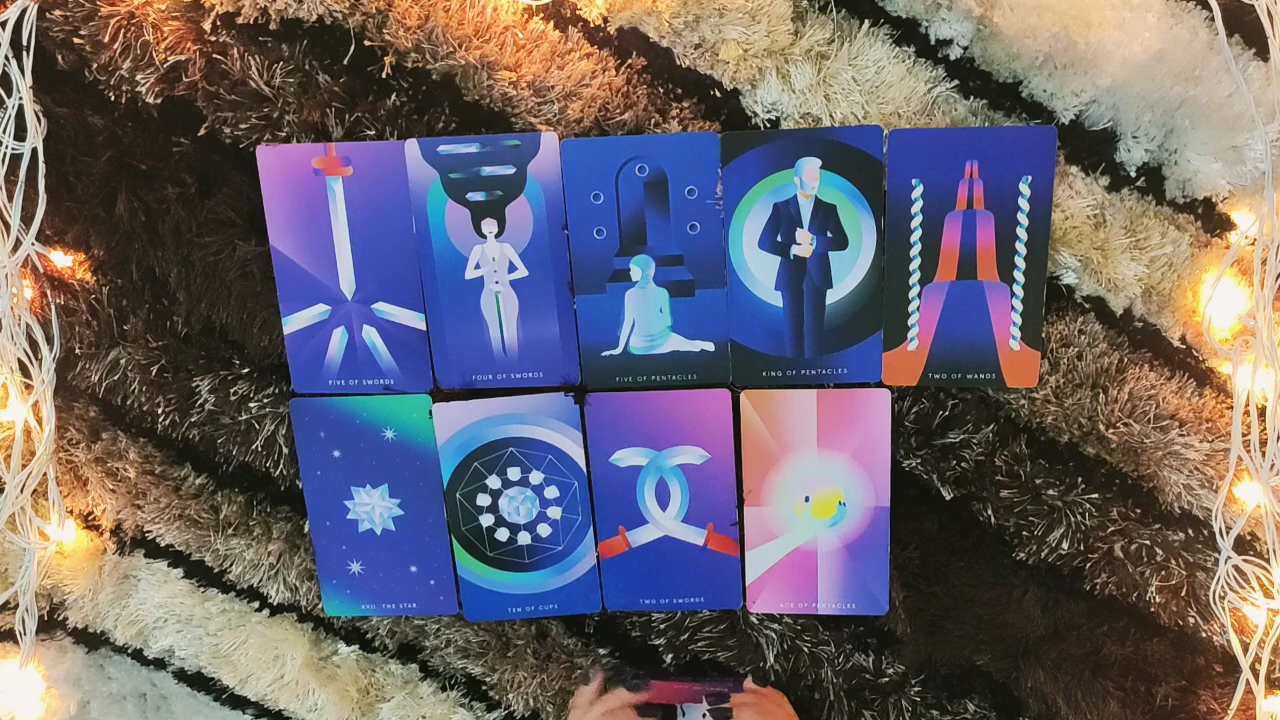 FIVE OF SWORDS
FOUR OF SWORDS
FIVE OF PENTACLES
KING OF PENTACLES
TWO OF WANDS
XVII. THE STAR
TEN OF CUPS
TWO OF SWORDS
ACE OF PENTACLES